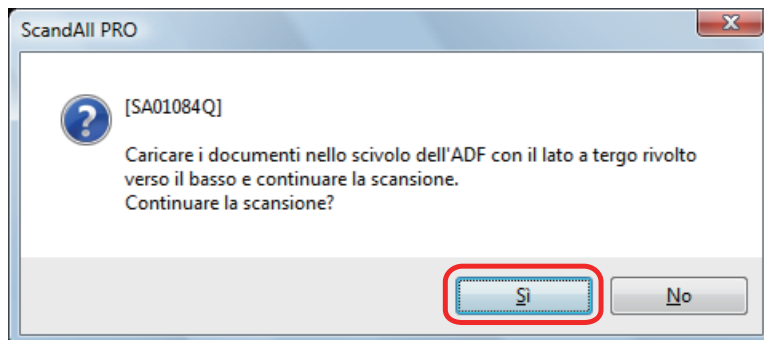 ScandAll PRO
[SA01084Q]
Caricare i documenti nello scivolo dell'ADF con il lato a tergo rivolto
verso il basso e continuare la scansione.
Continuare la scansione?
Sì
No